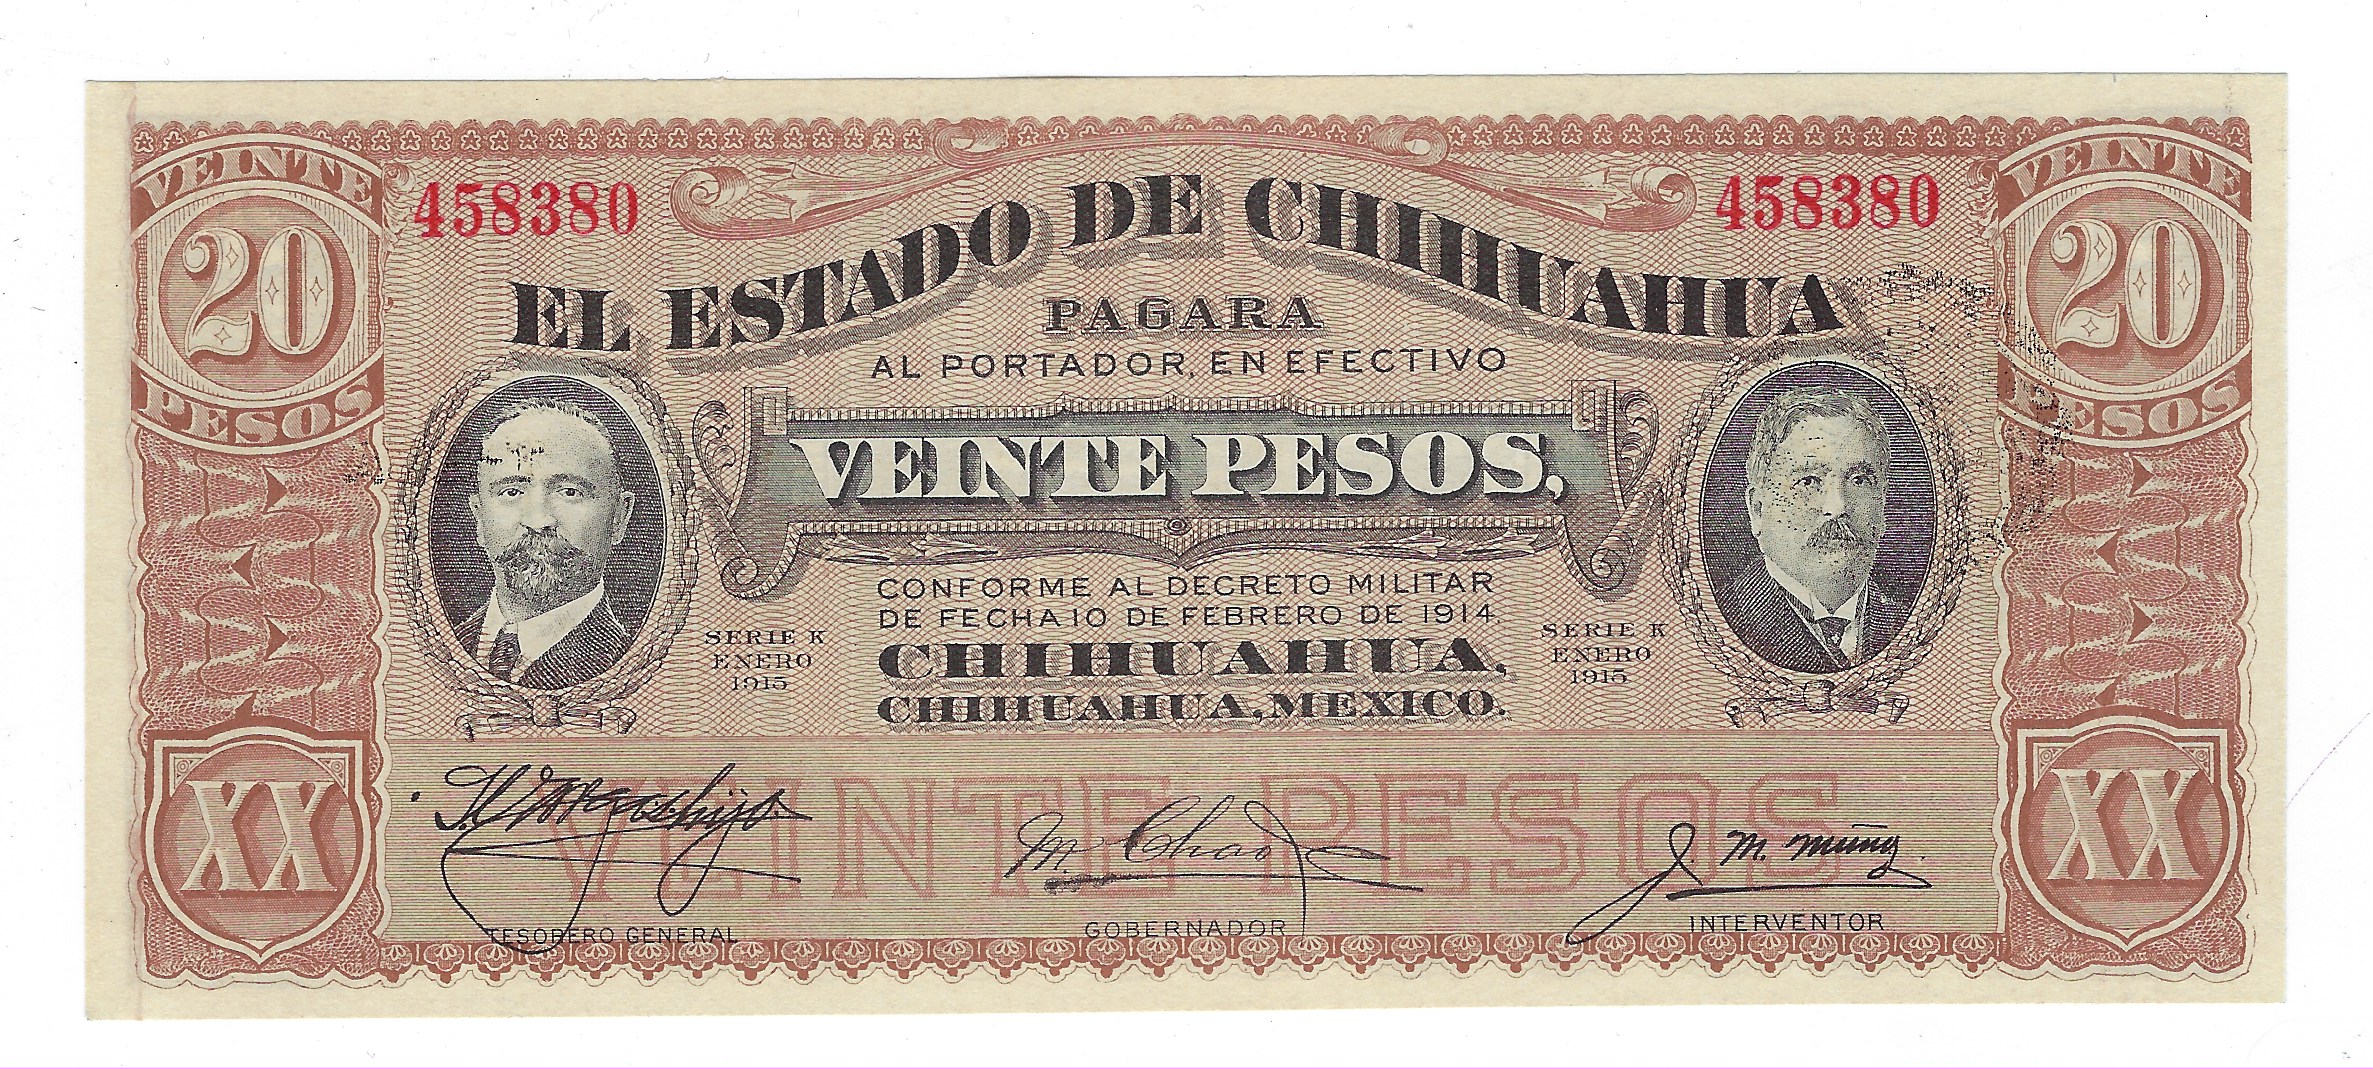 VEINTE
20
PESOS
458380
458380
VEINTE
20
PESOS
EL ESTADO DE CHIHUAHUA
PAGARA
AL PORTADOR, EN EFECTIVO
VEINTE PESOS,
CONFORME AL DECRETO MILITAR
DE FECHA 10 DE FEBRERO DE 1914.
CHIHUAHUA,
CHIHUAHUA, MEXICO.
SERIE K
ENERO
1915
SERIE K
ENERO
1915
XX
VEINTE PESOS
XX
M. Chao
J. M. Muñoz
TESORERO GENERAL
GOBERNADOR
INTERVENTOR